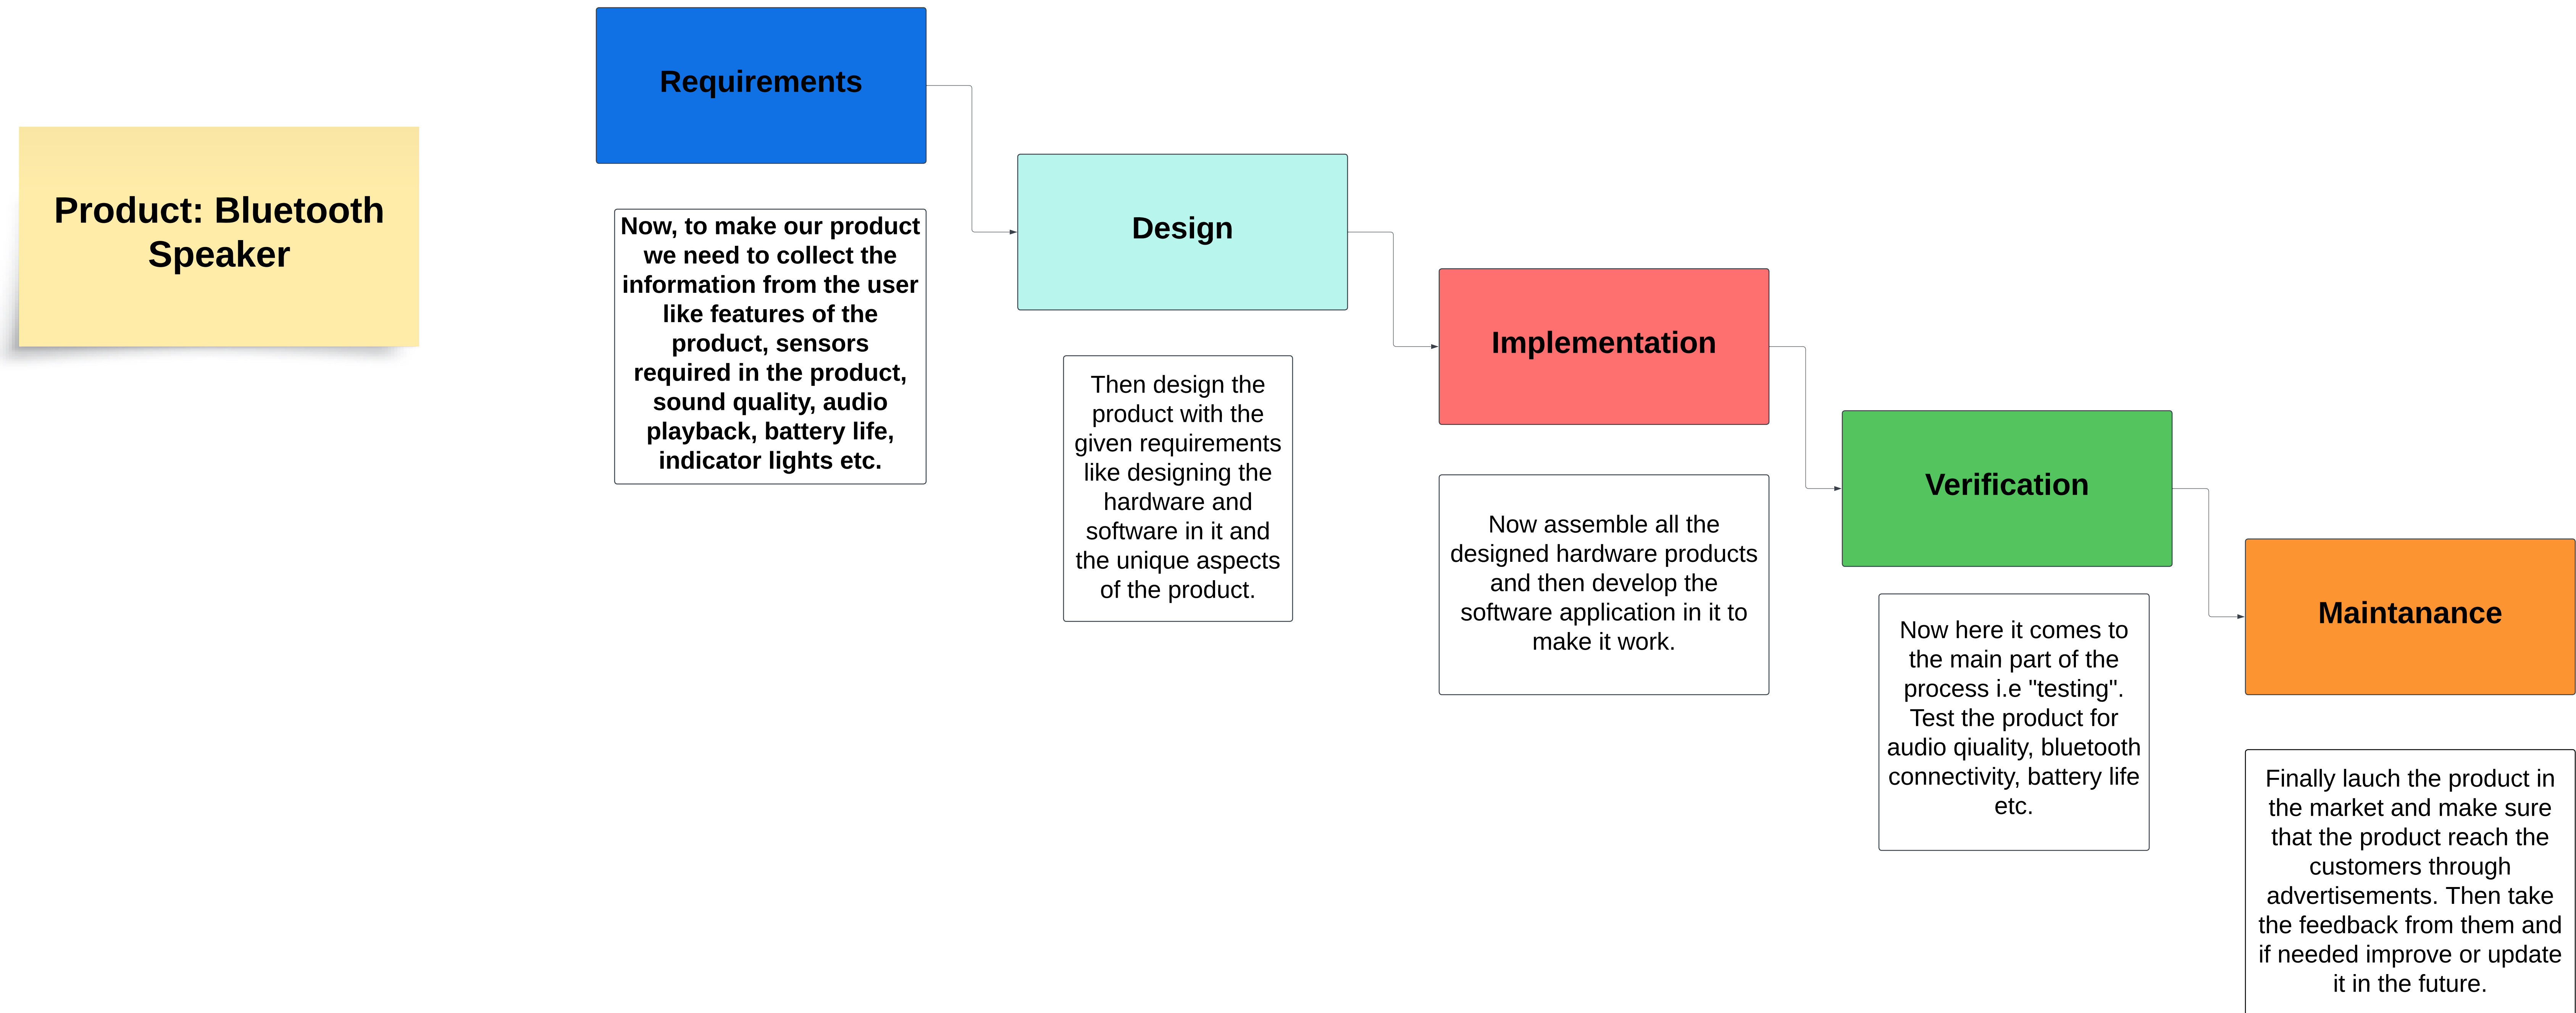 Product: Bluetooth
Speaker
Requirements
Now, to make our product
we need to collect the
information from the user
like features of the
product, sensors
required in the product,
sound quality, audio
playback, battery life,
indicator lights etc.
Design
Then design the
product with the
given requirements
like designing the
hardware and
software in it and
the unique aspects
of the product.
Implementation
Now assemble all the
designed hardware products
and then develop the
software application in it to
make it work.
Verification
Now here it comes to
the main part of the
process i.e "testing".
Test the product for
audio qiuality, bluetooth
connectivity, battery life
etc.
Maintanance
Finally lauch the product in
the market and make sure
that the product reach the
customers through
advertisements. Then take
the feedback from them and
if needed improve or update
it in the future.